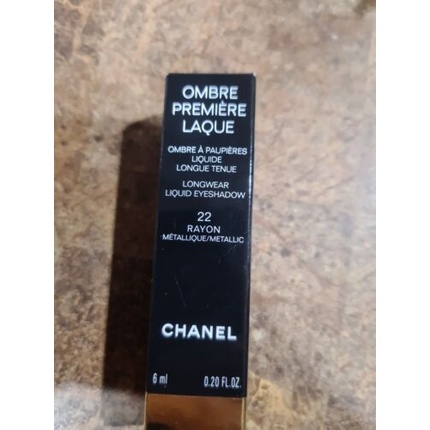 OMBRE
PREMIÈRE
LAQUE
OMBRE À PAUPIÈRES
LIQUIDE
LONGUE TENUE
LONGWEAR
LIQUID EYESHADOW
22
RAYON
MÉTALLIQUE/METALLIC
CHANEL
6 ml 0.20 FL.OZ.